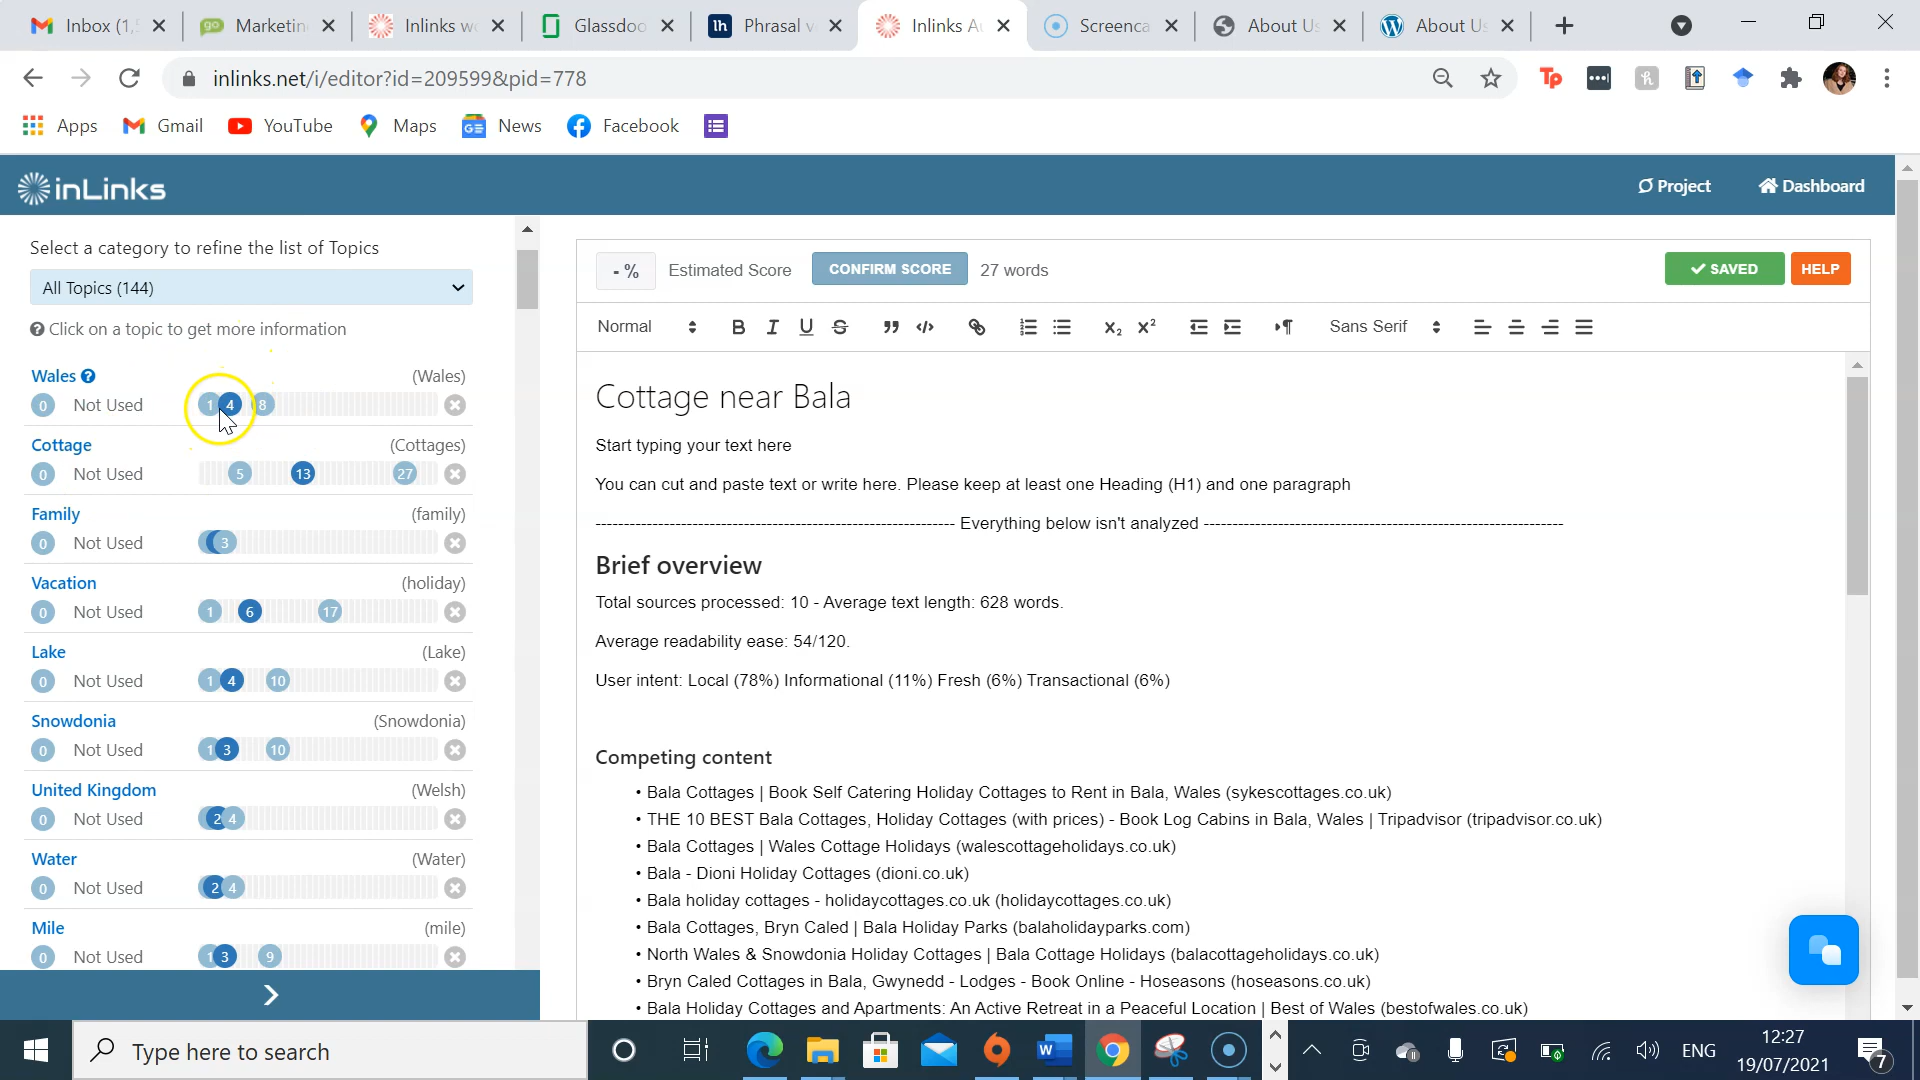 Inbox (1,
Marketin
Inlinks w
Glassdoo
Phrasal v
Inlinks A
Screenca
About Us
About Us
inlinks.net/i/editor?id=209599&pid=778
Apps
Gmail
YouTube
Maps
News
Facebook
inLinks
Project
Dashboard
Select a category to refine the list of Topics
All Topics (144)
Click on a topic to get more information
Wales (Wales)
0 Not Used 1 4 8
Cottage (Cottages)
0 Not Used 5 13 27
Family (family)
0 Not Used 3
Vacation (holiday)
0 Not Used 1 6 17
Lake (Lake)
0 Not Used 1 4 10
Snowdonia (Snowdonia)
0 Not Used 1 3 10
United Kingdom (Welsh)
0 Not Used 2 4
Water (Water)
0 Not Used 2 4
Mile (mile)
0 Not Used 1 3 9
- % Estimated Score CONFIRM SCORE 27 words
SAVED HELP
Normal Sans Serif
Cottage near Bala
Start typing your text here
You can cut and paste text or write here. Please keep at least one Heading (H1) and one paragraph
---------------- Everything below isn't analyzed ----------------
Brief overview
Total sources processed: 10 - Average text length: 628 words.
Average readability ease: 54/120.
User intent: Local (78%) Informational (11%) Fresh (6%) Transactional (6%)
Competing content
• Bala Cottages | Book Self Catering Holiday Cottages to Rent in Bala, Wales (sykescottages.co.uk)
• THE 10 BEST Bala Cottages, Holiday Cottages (with prices) - Book Log Cabins in Bala, Wales | Tripadvisor (tripadvisor.co.uk)
• Bala Cottages | Wales Cottage Holidays (walescottageholidays.co.uk)
• Bala - Dioni Holiday Cottages (dioni.co.uk)
• Bala holiday cottages - holidaycottages.co.uk (holidaycottages.co.uk)
• Bala Cottages, Bryn Caled | Bala Holiday Parks (balaholidayparks.com)
• North Wales & Snowdonia Holiday Cottages | Bala Cottage Holidays (balacottageholidays.co.uk)
• Bryn Caled Cottages in Bala, Gwynedd - Lodges - Book Online - Hoseasons (hoseasons.co.uk)
• Bala Holiday Cottages and Apartments: An Active Retreat in a Peaceful Location | Best of Wales (bestofwales.co.uk)
Type here to search
ENG
12:27
19/07/2021
7